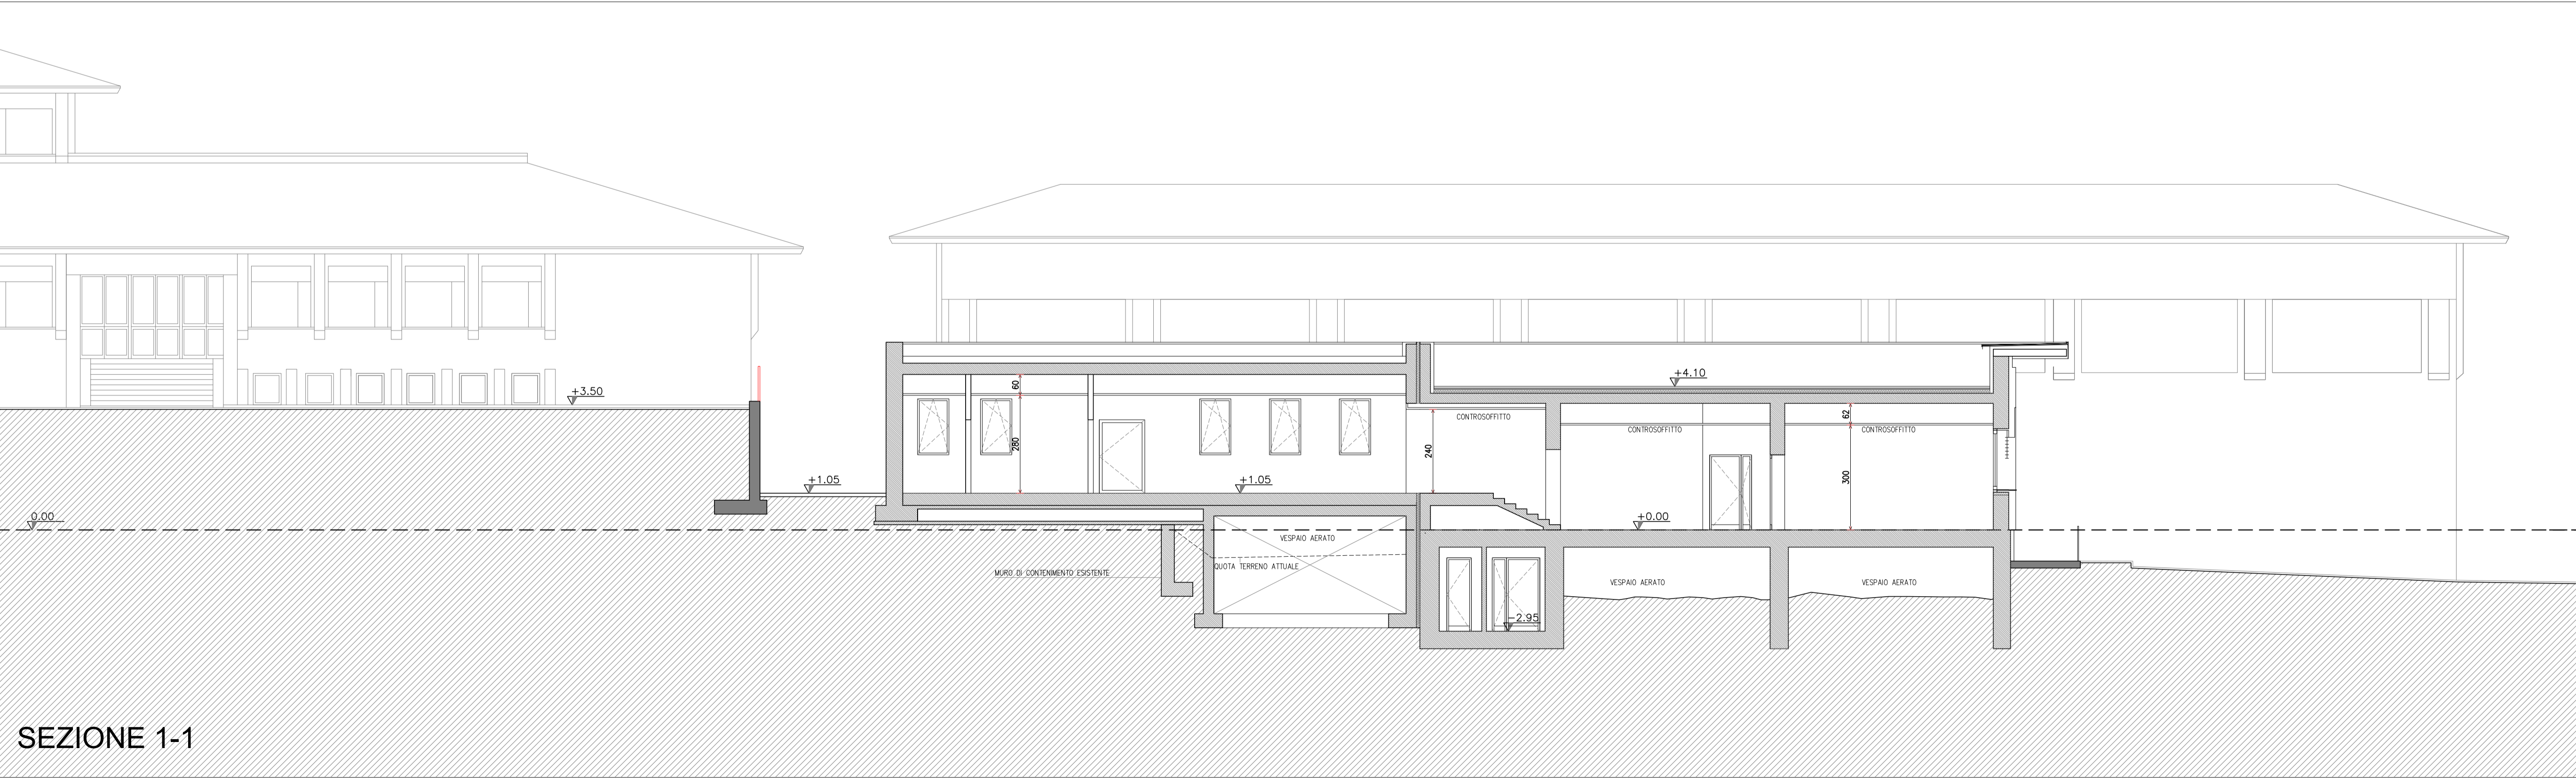 +4.10
60
+3.50
62
CONTROSOFFITTO
CONTROSOFFITTO
CONTROSOFFITTO
280
240
300
+1.05
+1.05
0.00
+0.00
VESPAIO AERATO
QUOTA TERRENO ATTUALE
MURO DI CONTENIMENTO ESISTENTE
VESPAIO AERATO
VESPAIO AERATO
-2.95
SEZIONE 1-1